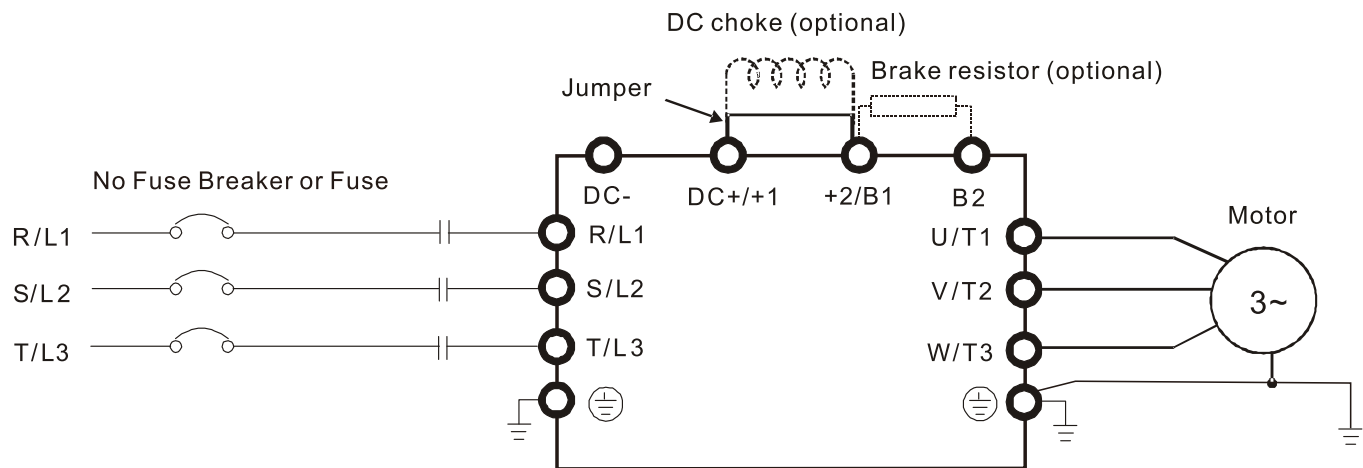 DC choke (optional)
Brake resistor (optional)
Jumper
No Fuse Breaker or Fuse
DC-
DC+/+1
+2/B1
B2
Motor
R/L1
R/L1
U/T1
S/L2
S/L2
V/T2
3~
T/L3
T/L3
W/T3